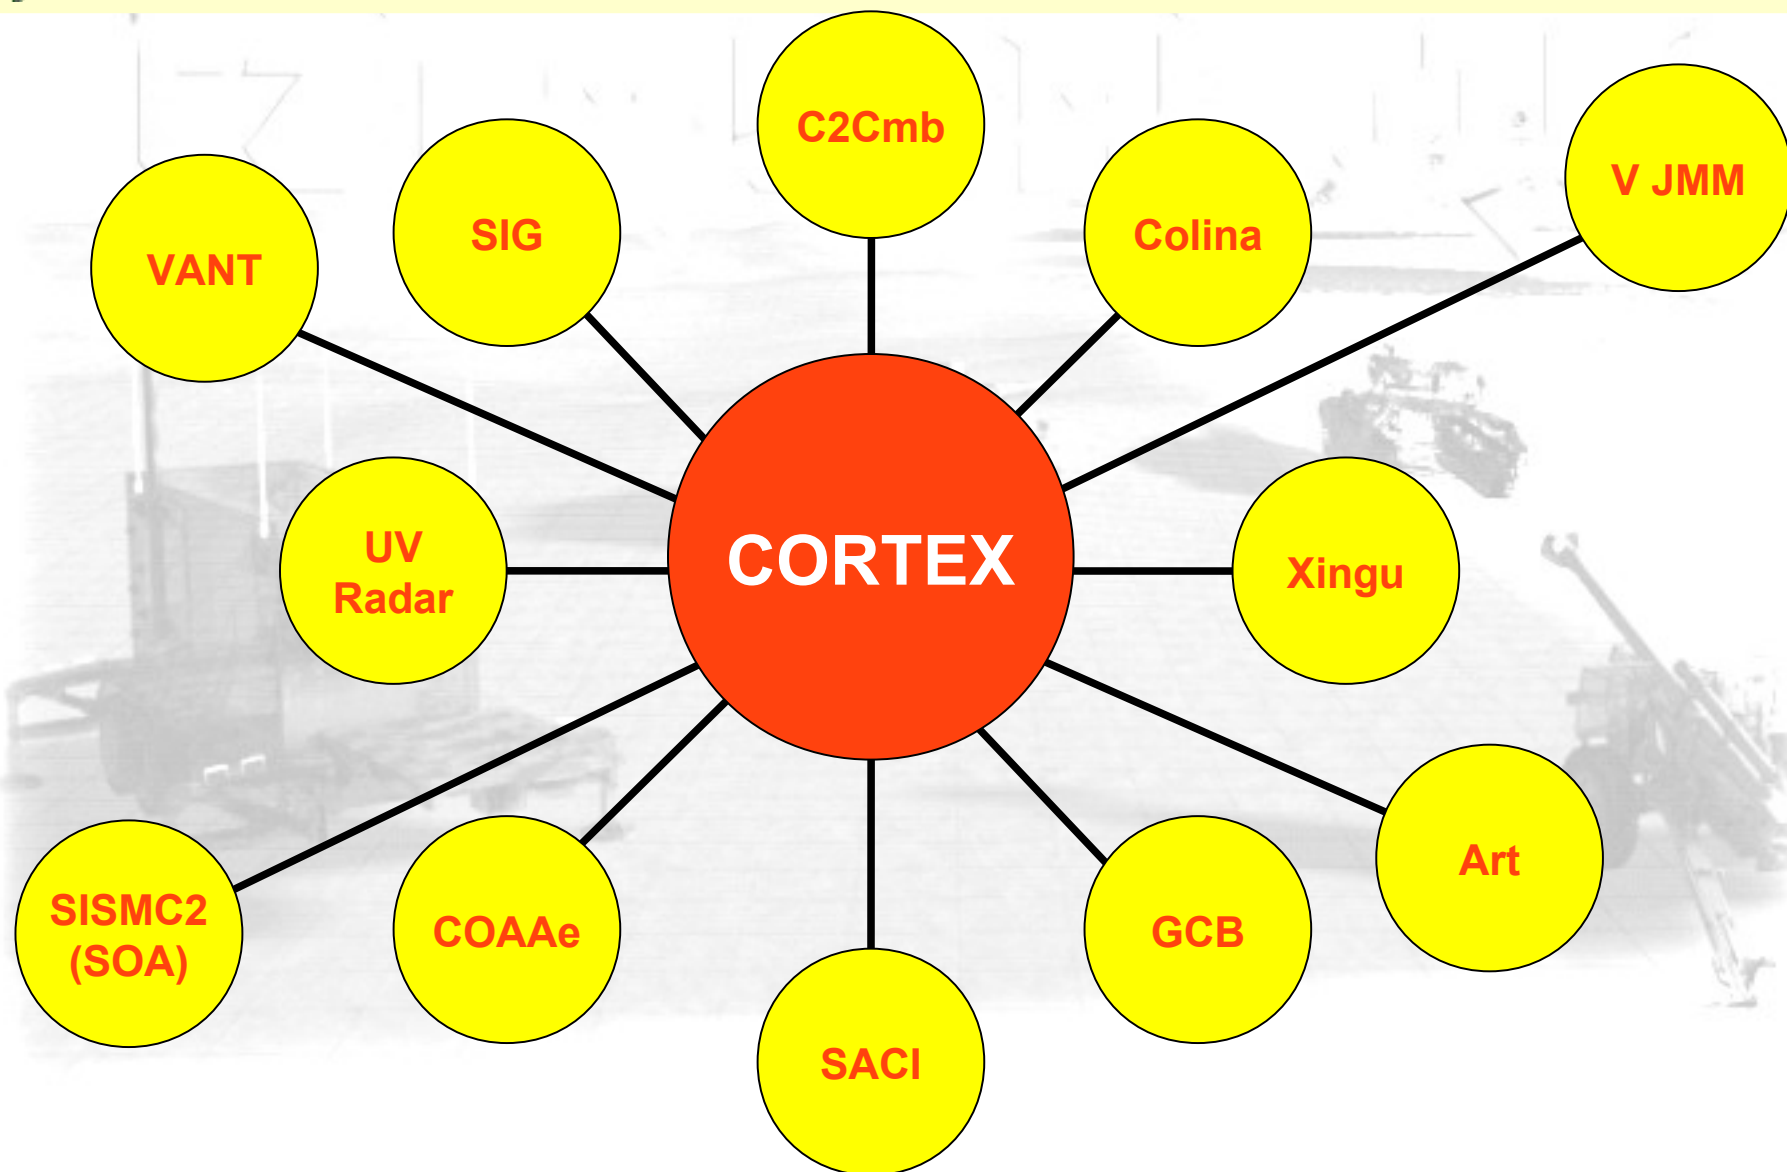 C2Cmb
V JMM
SIG
Colina
VANT
CORTEX
UV
Radar
Xingu
Art
SISMC2
(SOA)
COAAe
GCB
SACI